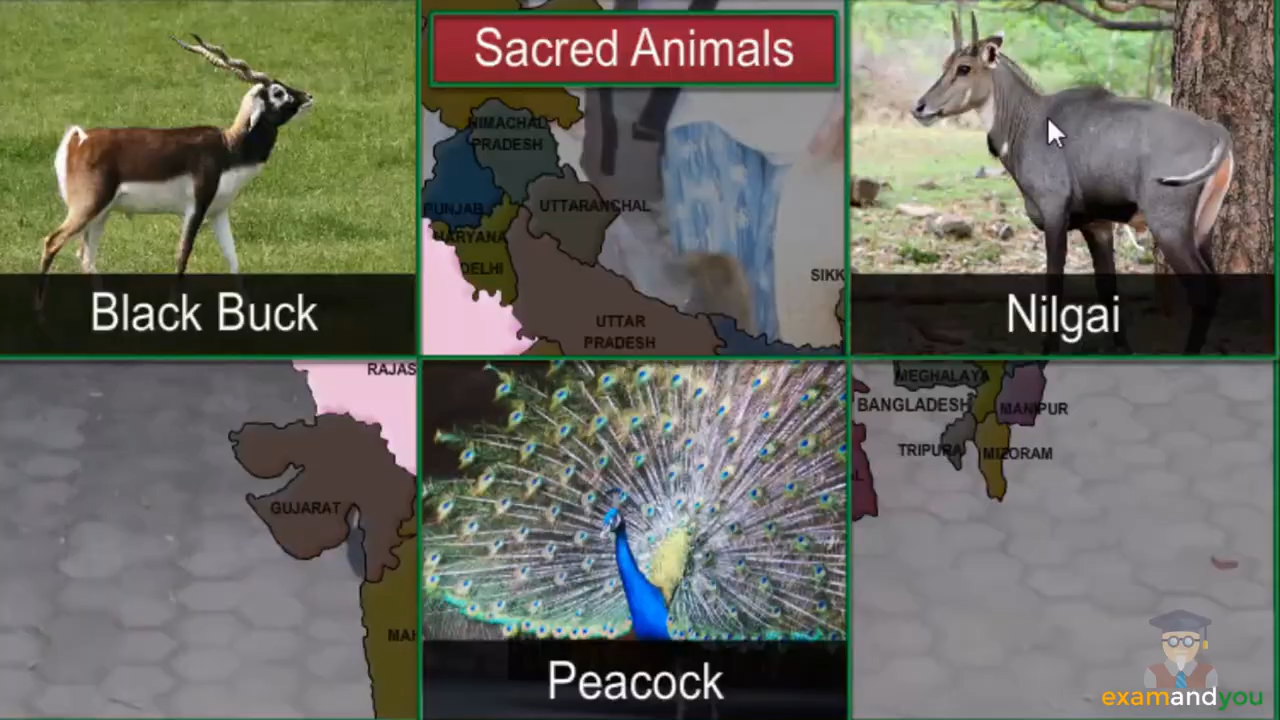 Sacred Animals
Black Buck
HIMACHAL
PRADESH
PUNJAB
UTTARANCHAL
HARYANA
DELHI
SIKK
UTTAR
PRADESH
Nilgai
RAJAS
GUJARAT
MAH
Peacock
MEGHALAYA
BANGLADESH
MANIPUR
TRIPURA
MIZORAM
L
examandyou